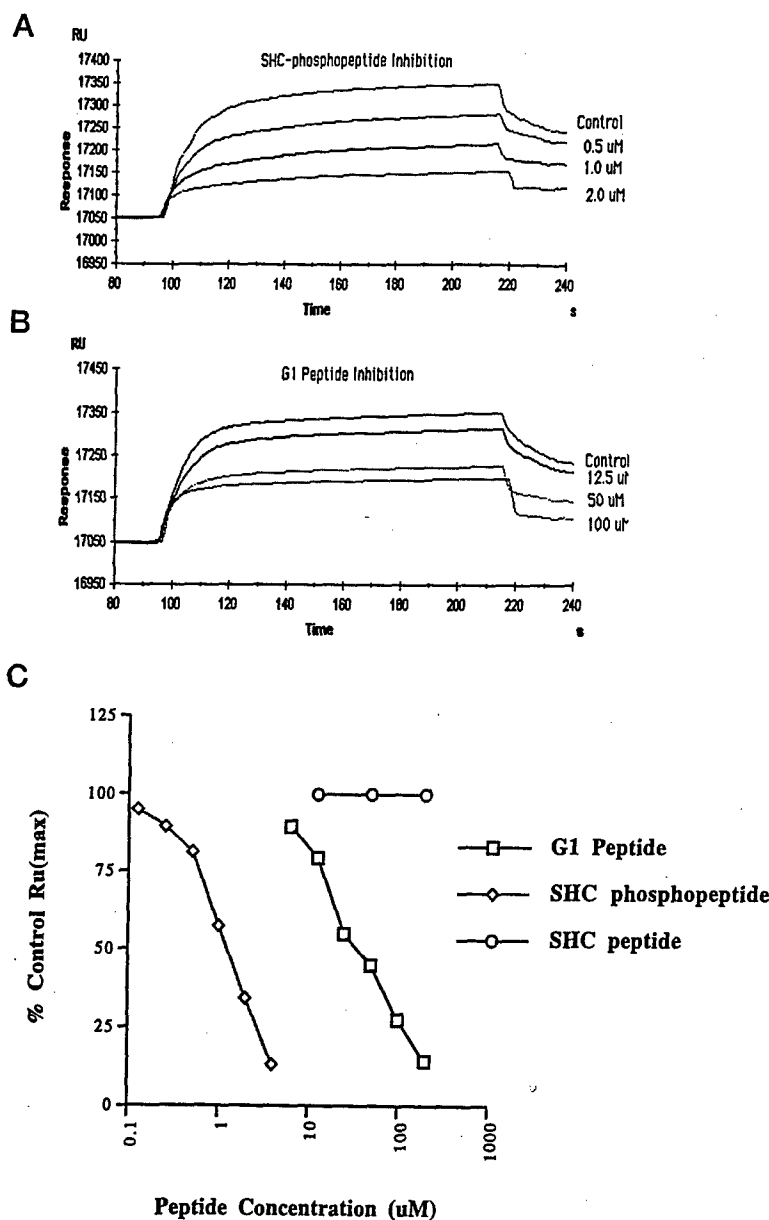 A
RU
SHC-phosphopeptide Inhibition
17400
17350
17300
17250
17200
17150
17100
17050
17000
16950
Response
Control
0.5 uM
1.0 uM
2.0 uM
80 100 120 140 160 180 200 220 240
Time s
B
RU
G1 Peptide Inhibition
17450
17350
17250
17150
17050
16950
Response
Control
12.5 uM
50 uM
100 uM
80 100 120 140 160 180 200 220 240
Time s
C
125
100
75
50
25
0
% Control Ru(max)
G1 Peptide
SHC phosphopeptide
SHC peptide
0.1 1 10 100 1000
Peptide Concentration (uM)